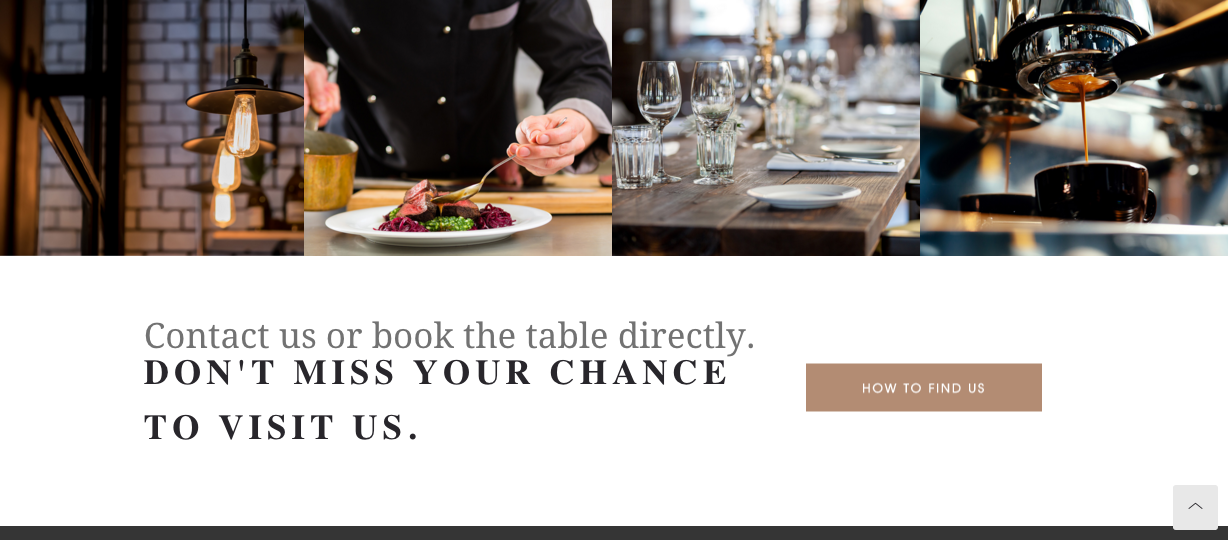 Contact us or book the table directly.
DON'T MISS YOUR CHANCE
TO VISIT US.
HOW TO FIND US